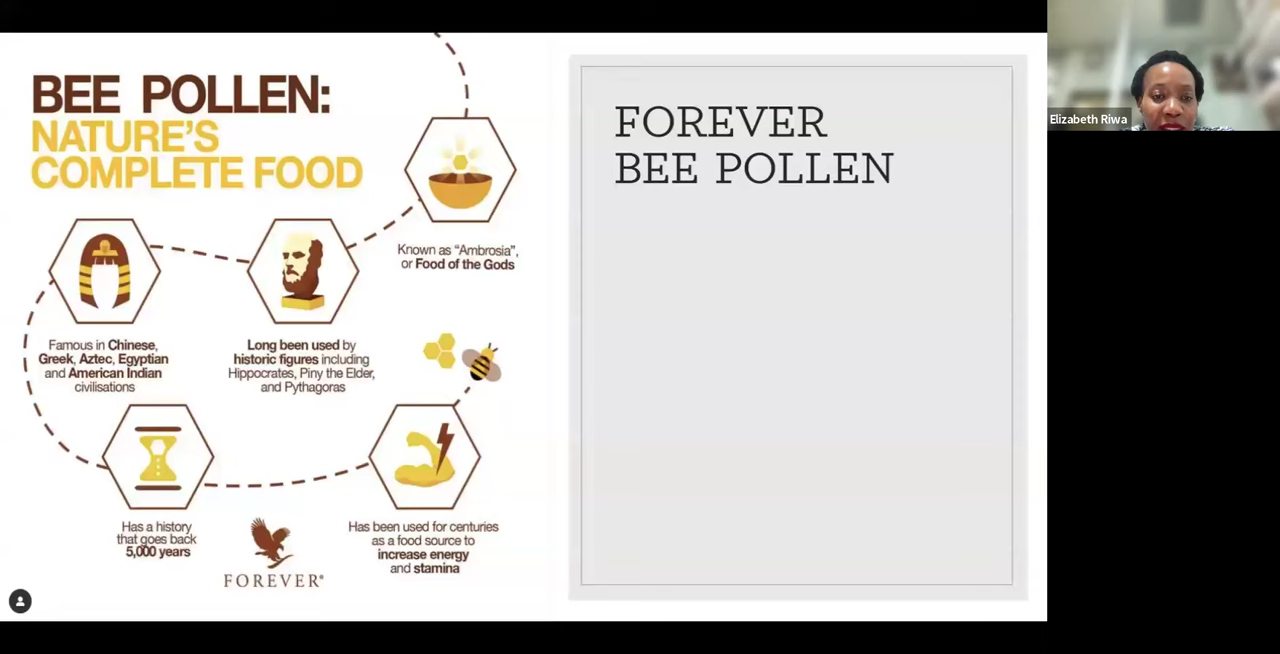 BEE POLLEN:
NATURE'S
COMPLETE FOOD
Known as “Ambrosia”,
or Food of the Gods
Famous in Chinese,
Greek, Aztec, Egyptian
and American Indian
civilisations
Long been used by
historic figures including
Hippocrates, Piny the Elder,
and Pythagoras
Has a history
that goes back
5,000 years
Has been used for centuries
as a food source to
increase energy
and stamina
FOREVER®
FOREVER
BEE POLLEN
Elizabeth Riwa